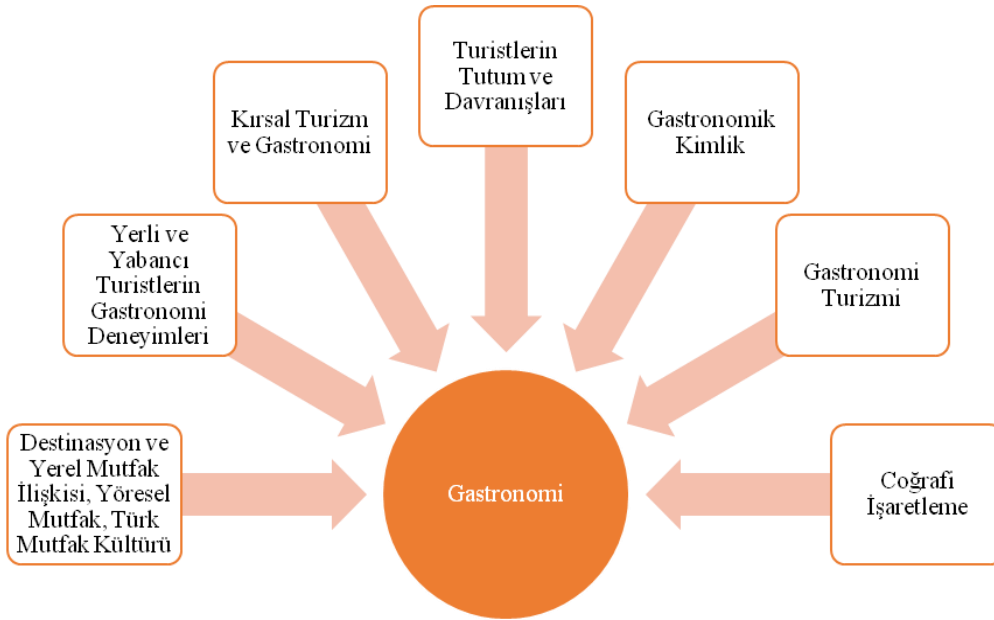 Turistlerin
Tutum ve
Davranışları
Kırsal Turizm
ve Gastronomi
Gastronomik
Kimlik
Yerli ve
Yabancı
Turistlerin
Gastronomi
Deneyimleri
Gastronomi
Turizmi
Destinasyon ve
Yerel Mutfak
İlişkisi, Yöresel
Mutfak, Türk
Mutfak Kültürü
Gastronomi
Coğrafi
İşaretleme